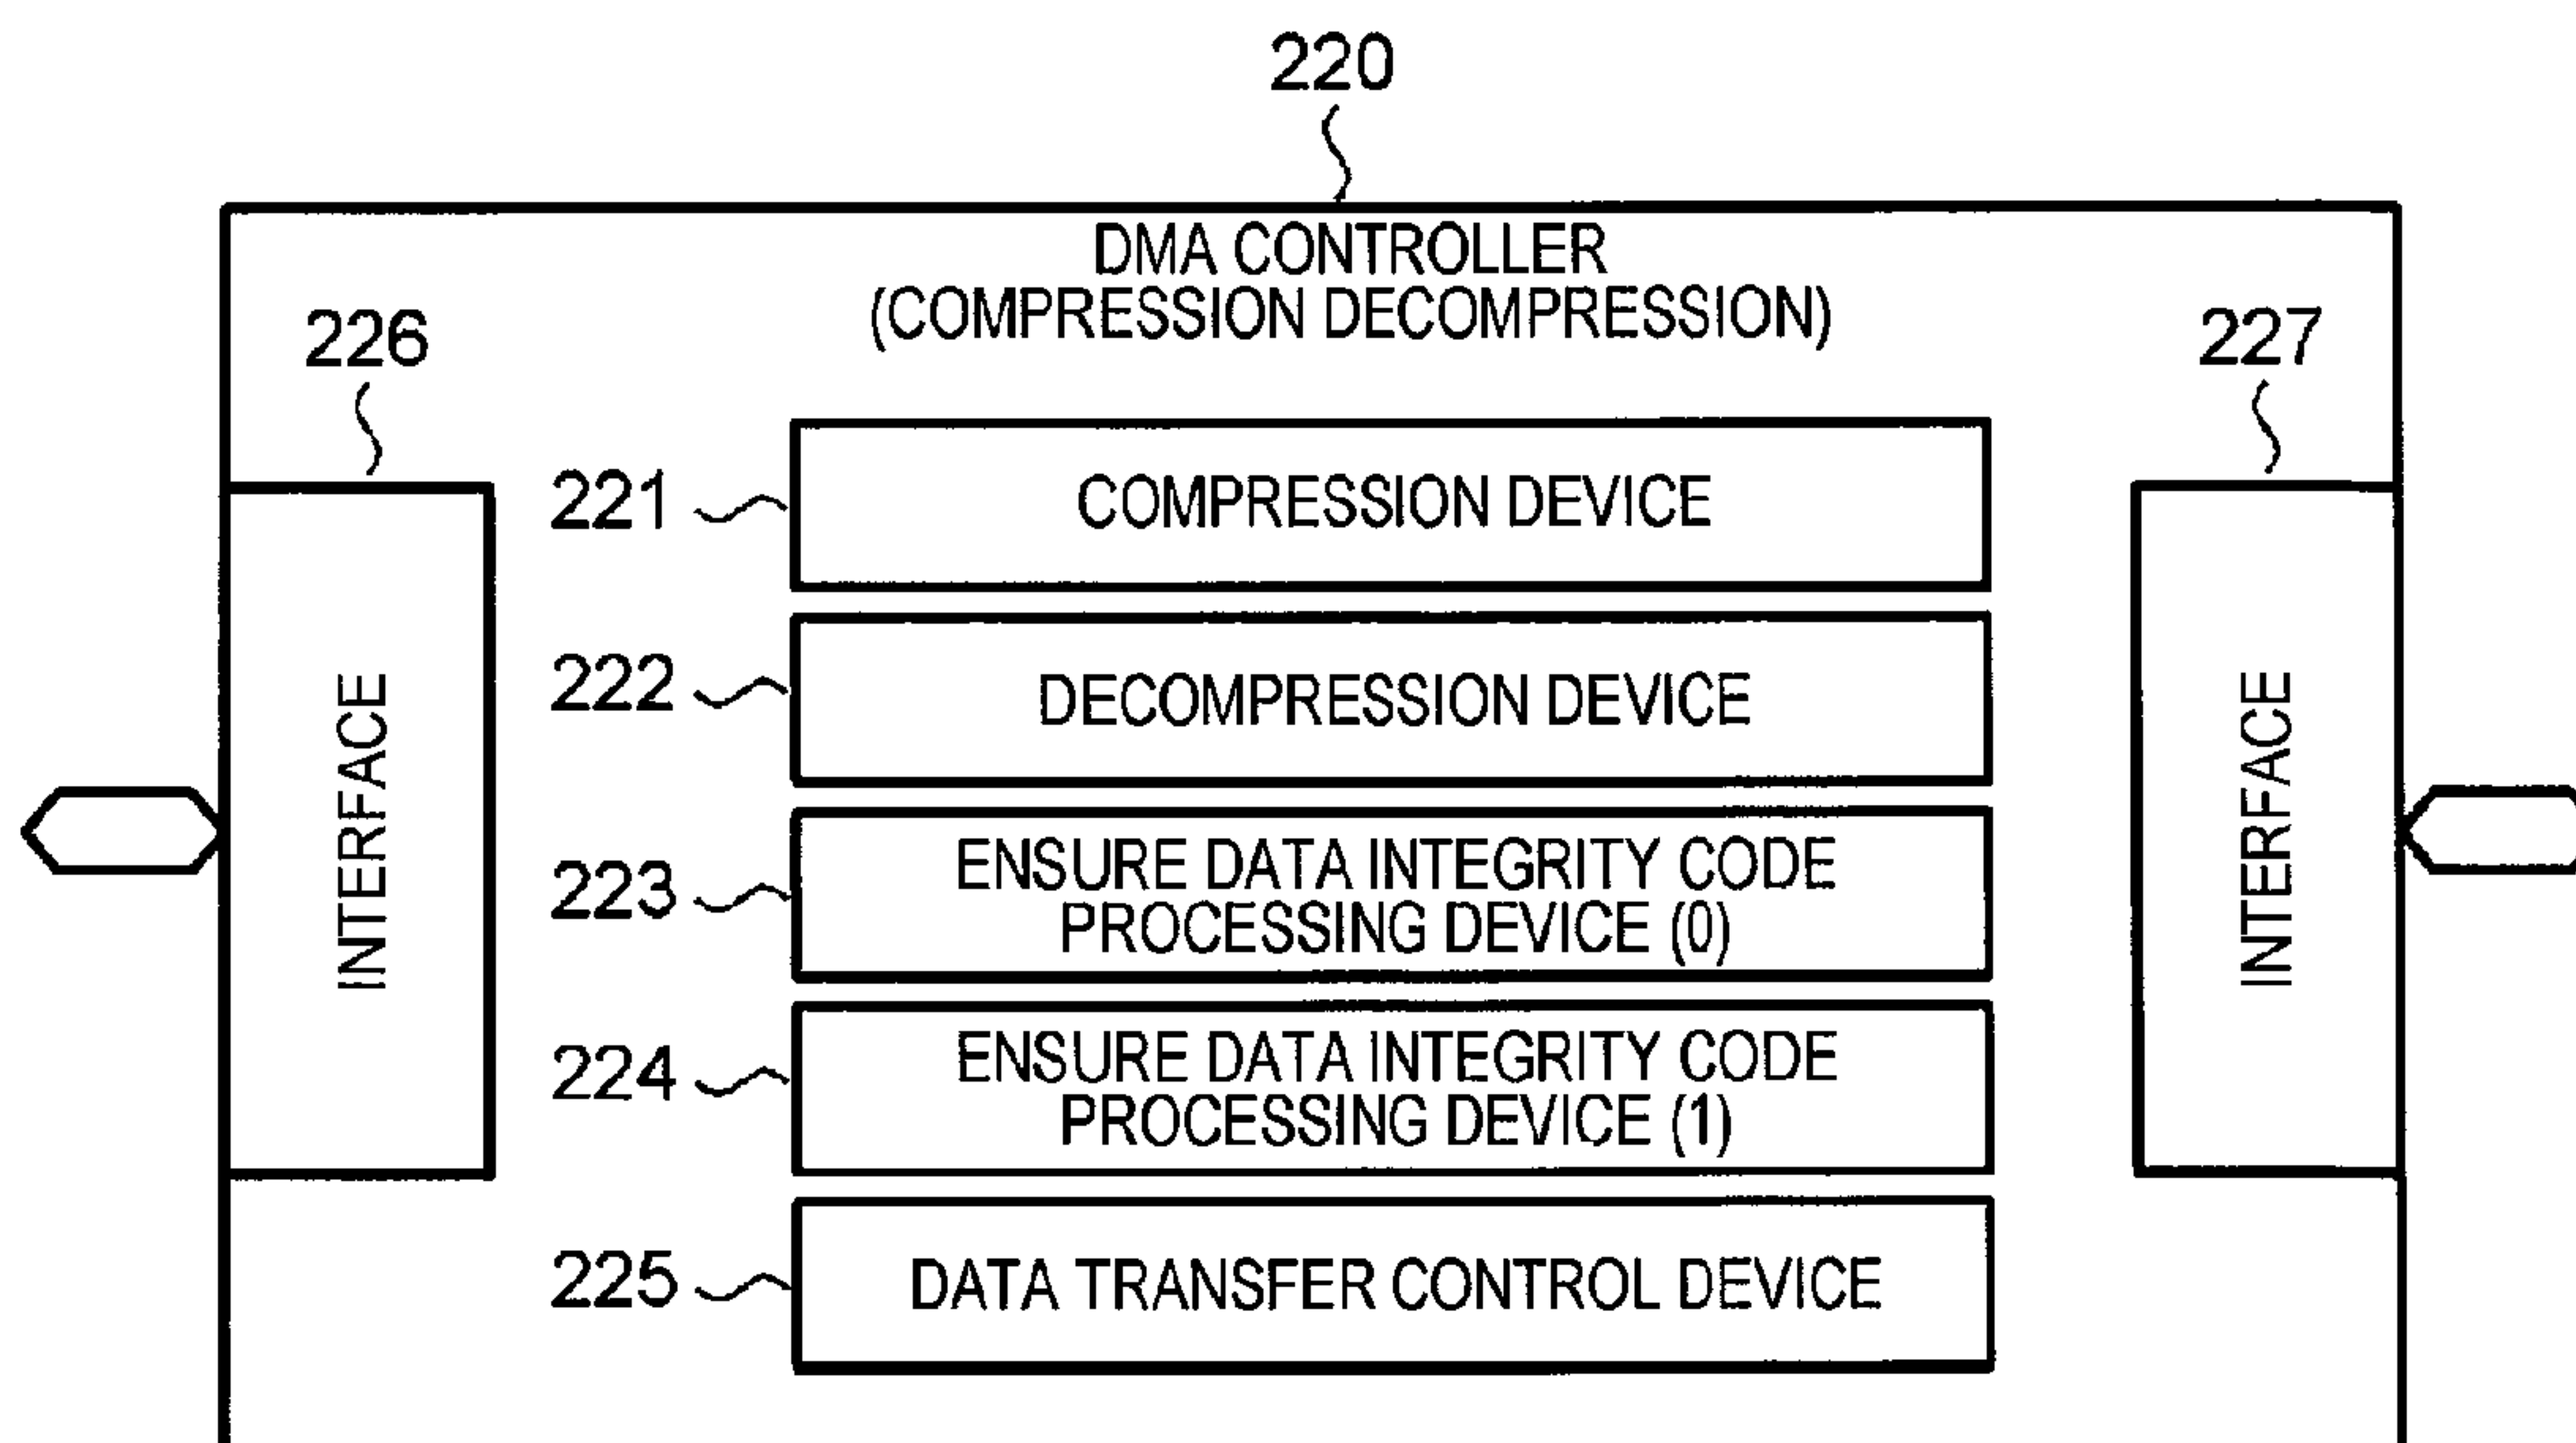 220
DMA CONTROLLER
(COMPRESSION DECOMPRESSION)
226
227
221
COMPRESSION DEVICE
222
DECOMPRESSION DEVICE
INTERFACE
INTERFACE
223
ENSURE DATA INTEGRITY CODE
PROCESSING DEVICE (0)
224
ENSURE DATA INTEGRITY CODE
PROCESSING DEVICE (1)
225
DATA TRANSFER CONTROL DEVICE